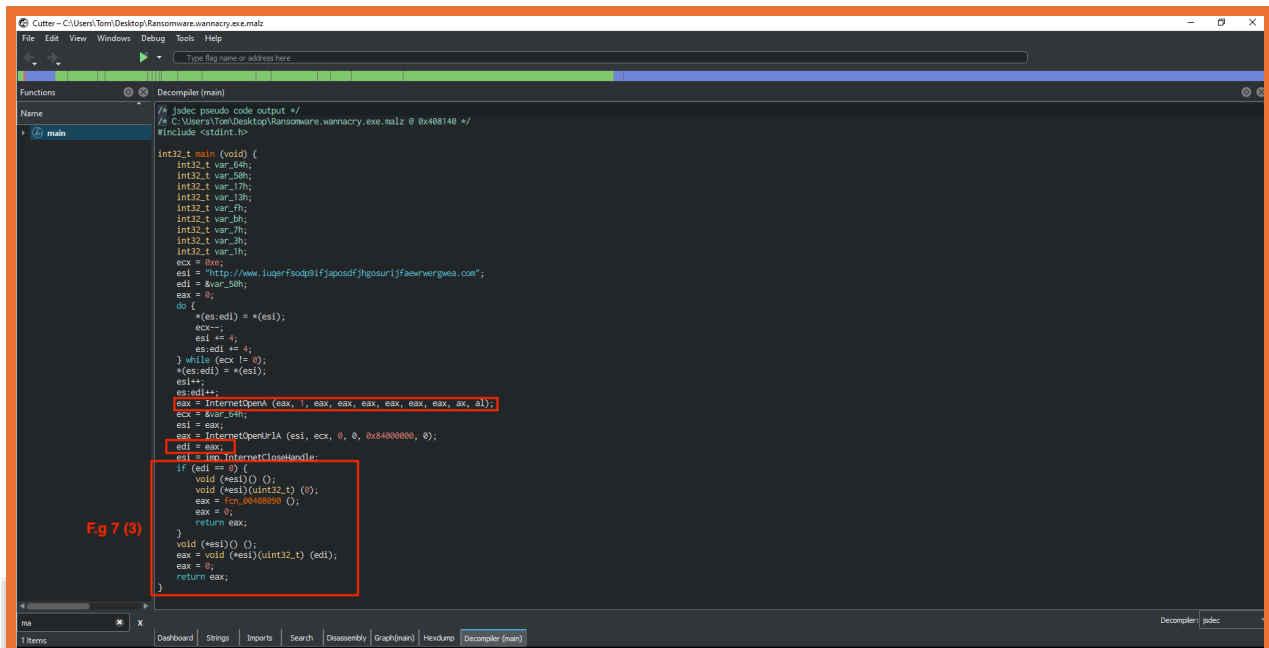 Cutter – C:\Users\Tom\Desktop\Ransomware.wannacry.exe.malz
File Edit View Windows Debug Tools Help
Type flag name or address here
Functions
Decompiler (main)
Name
main
/* jsdec pseudo code output */
/* C:\Users\Tom\Desktop\Ransomware.wannacry.exe.malz @ 0x408140 */
#include <stdint.h>
int32_t main (void) {
int32_t var_64h;
int32_t var_50h;
int32_t var_17h;
int32_t var_13h;
int32_t var_fh;
int32_t var_bh;
int32_t var_7h;
int32_t var_3h;
int32_t var_1h;
ecx = 0xe;
esi = "http://www.iuqerfsodp9ifjaposdfjhgosurijfaewrwergwea.com";
edi = &var_50h;
eax = 0;
do {
*(es:edi) = *(esi);
ecx--;
esi += 4;
es:edi += 4;
} while (ecx != 0);
*(es:edi) = *(esi);
esi++;
es:edi++;
eax = InternetOpenA (eax, 1, eax, eax, eax, eax, eax, eax, ax, al);
ecx = &var_64h;
esi = eax;
eax = InternetOpenUrlA (esi, ecx, 0, 0, 0x84000000, 0);
edi = eax;
esi = imp.InternetCloseHandle;
if (edi == 0) {
void (*esi)() ();
void (*esi)(uint32_t) (0);
eax = fcn_00408090 ();
eax = 0;
return eax;
}
void (*esi)() ();
eax = void (*esi)(uint32_t) (edi);
eax = 0;
return eax;
}
F.g 7 (3)
ma
x
Decompiler: jsdec
1 Items
Dashboard Strings Imports Search Disassembly Graph(main) Hexdump Decompiler (main)